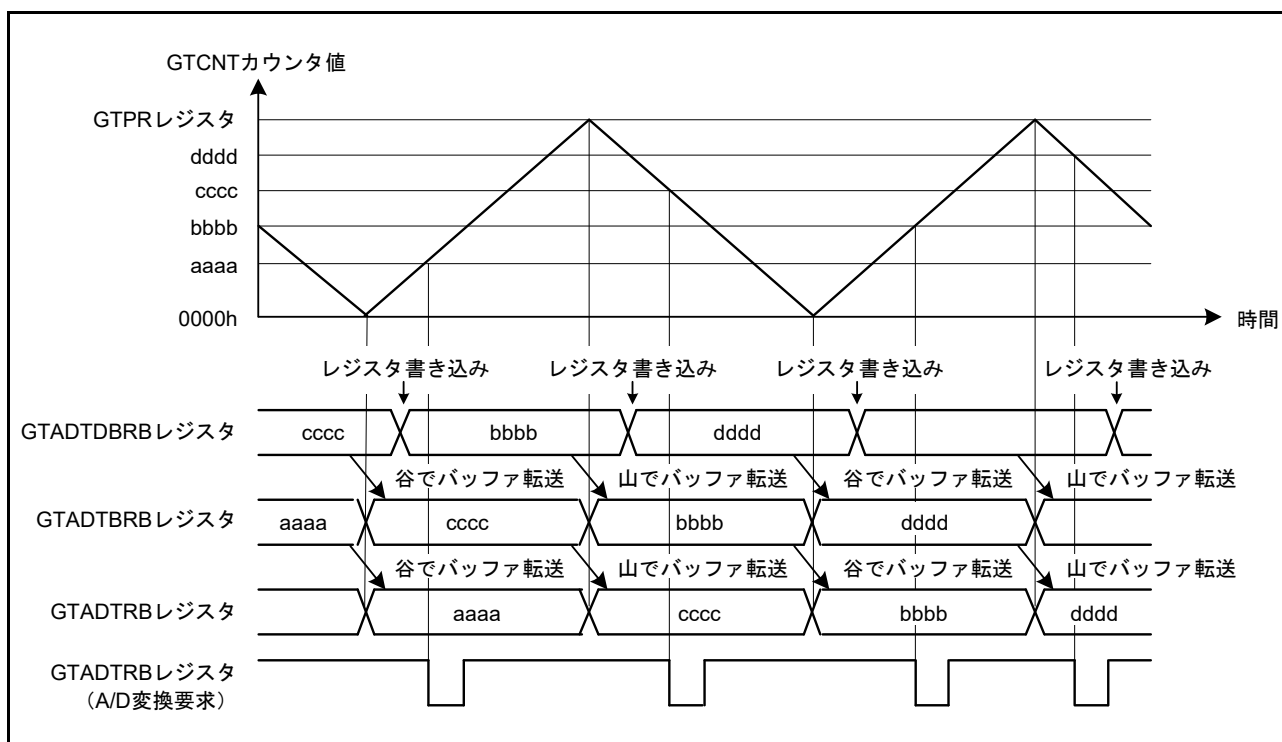 GTCNTカウンタ値
GTPRレジスタ
dddd
cccc
bbbb
aaaa
0000h
時間
レジスタ書き込み レジスタ書き込み レジスタ書き込み レジスタ書き込み
GTADTDBRBレジスタ cccc bbbb dddd
谷でバッファ転送 山でバッファ転送 谷でバッファ転送 山でバッファ転送
GTADTBRBレジスタ aaaa cccc bbbb dddd
谷でバッファ転送 山でバッファ転送 谷でバッファ転送 山でバッファ転送
GTADTRBレジスタ aaaa cccc bbbb dddd
GTADTRBレジスタ
（A/D変換要求）